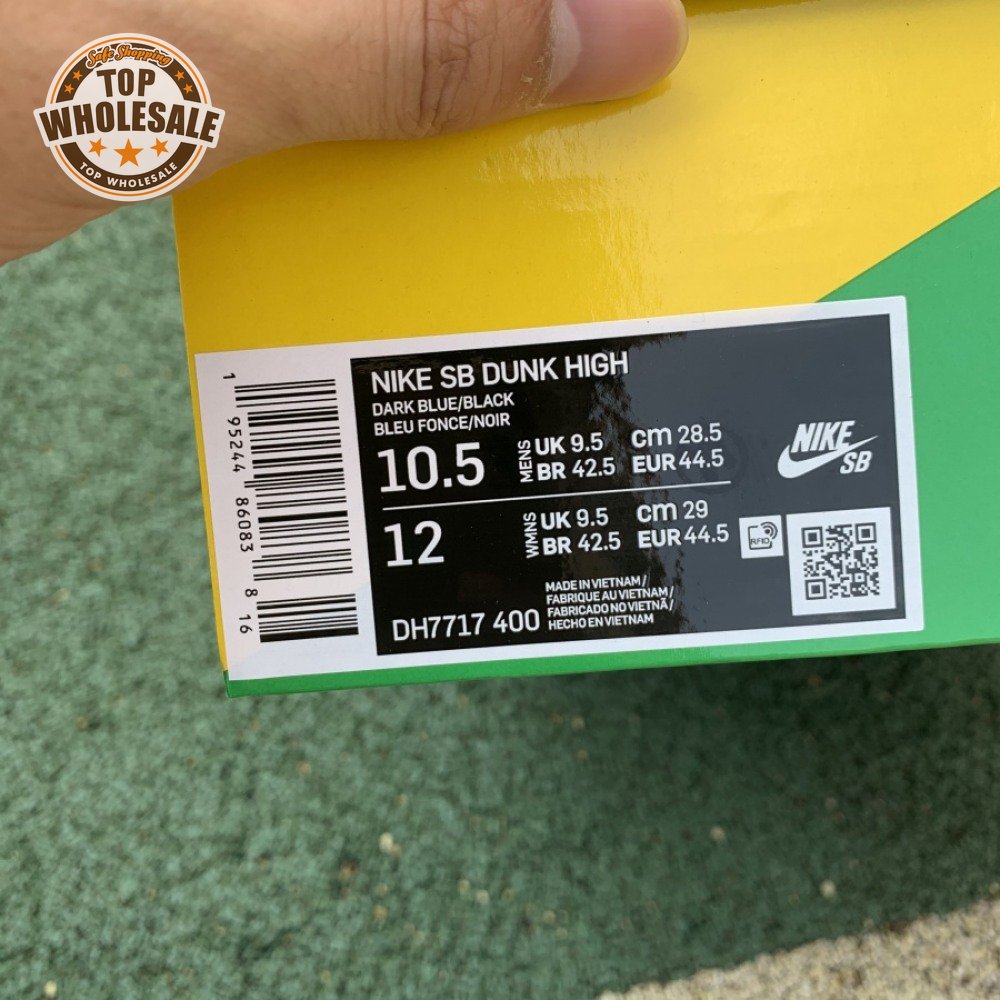 Safe Shopping
TOP
WHOLESALE
TOP WHOLESALE
NIKE SB DUNK HIGH
DARK BLUE/BLACK
BLEU FONCE/NOIR
10.5
MENS
UK 9.5 cm 28.5
BR 42.5 EUR 44.5
12
WMNS
UK 9.5 cm 29
BR 42.5 EUR 44.5
DH7717 400
MADE IN VIETNAM/
FABRIQUE AU VIETNAM/
FABRICADO NO VIETNÃ/
HECHO EN VIETNAM
NIKE
SB
RFID
1 95244 86083 8 16